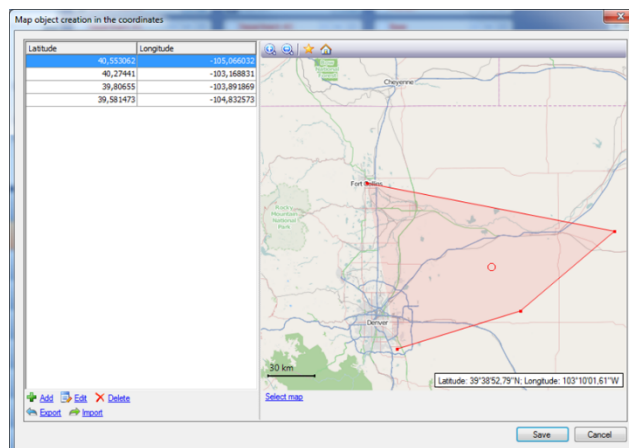 Map object creation in the coordinates
Latitude Longitude
40,553062 -105,066032
40,27441 -103,168831
39,80655 -103,891869
39,581473 -104,832573
Cheyenne
Fort Collins
Rocky
Mountain
National
Park
Denver
30 km
Latitude: 39°38'52,79"N; Longitude: 103°10'01,61"W
Add Edit Delete
Export Import
Select map
Save Cancel